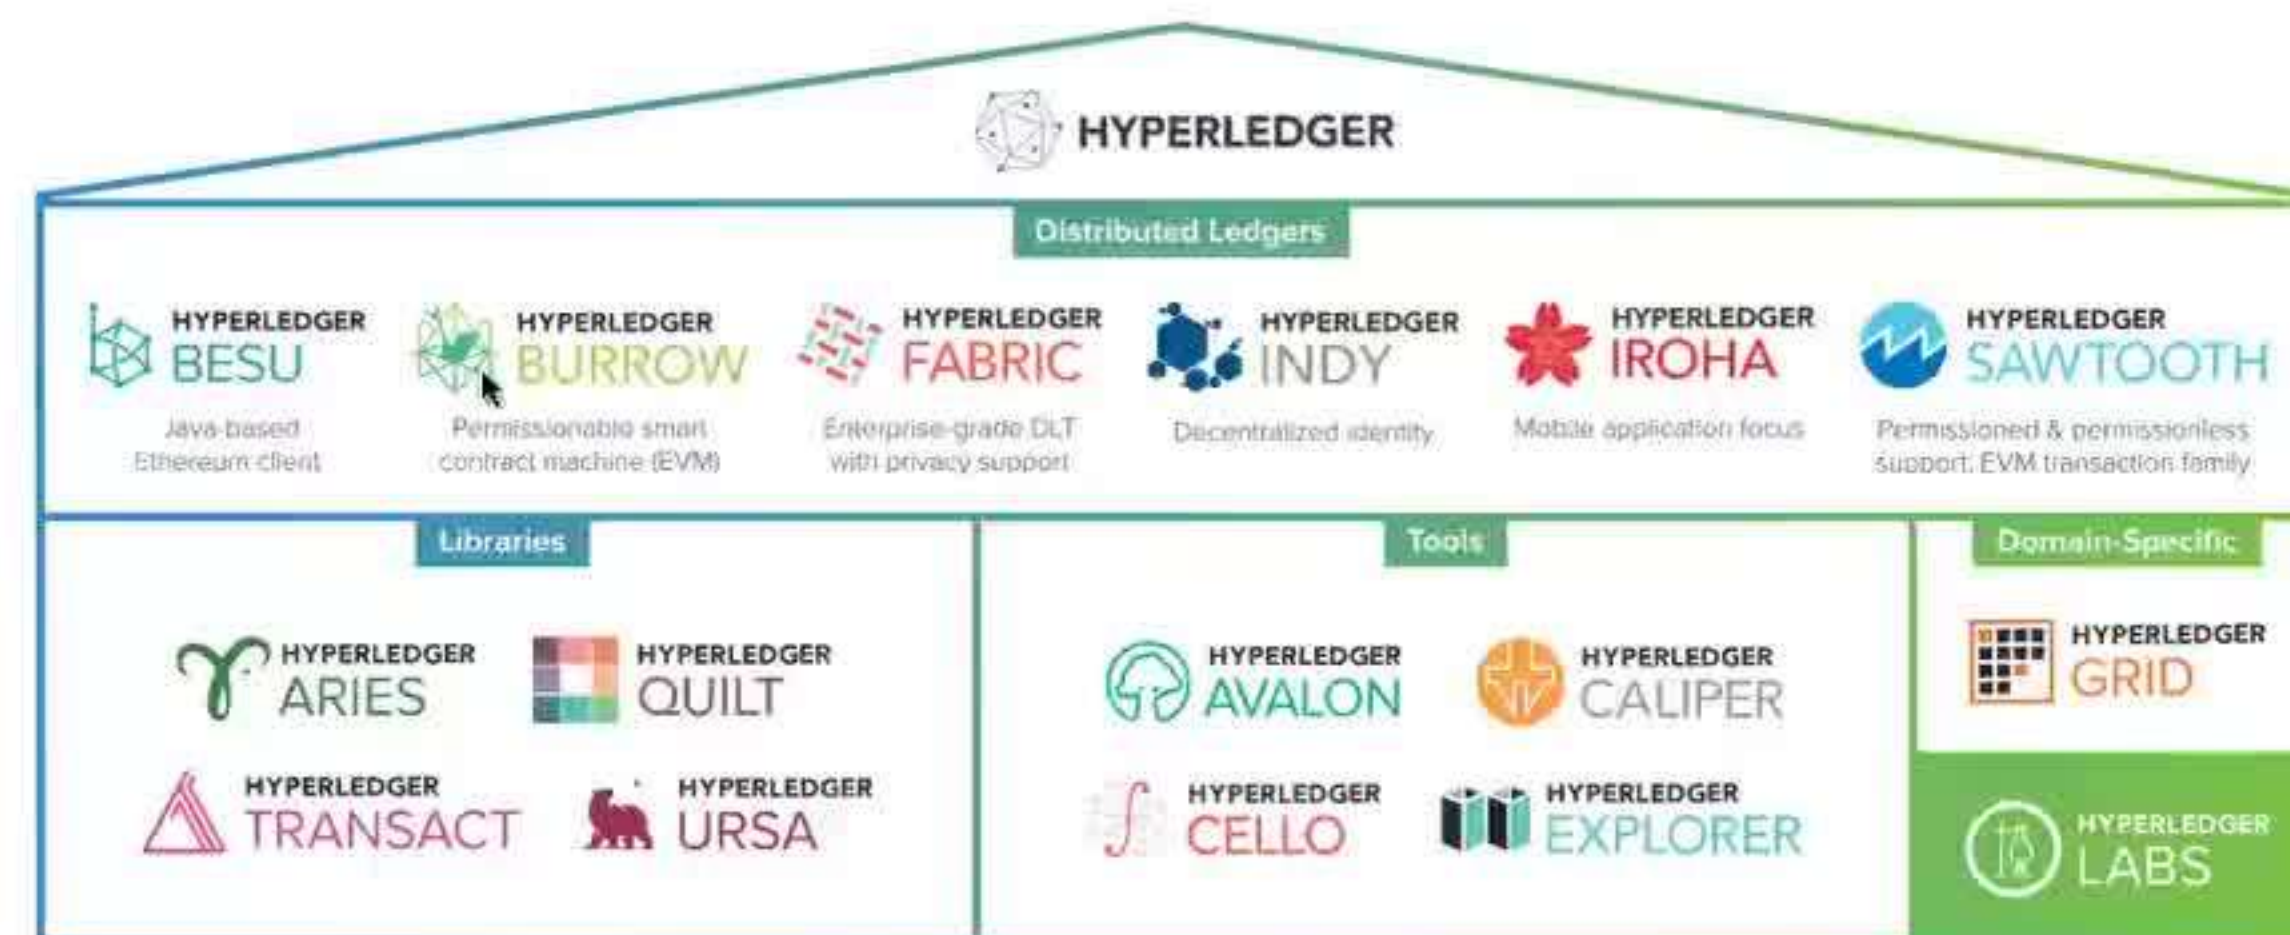 HYPERLEDGER
Distributed Ledgers
HYPERLEDGER
BESU
Java-based
Ethereum client
HYPERLEDGER
BURROW
Permissionable smart
contract machine (EVM)
HYPERLEDGER
FABRIC
Enterprise-grade DLT
with privacy support
HYPERLEDGER
INDY
Decentralized identity
HYPERLEDGER
IROHA
Mobile application focus
HYPERLEDGER
SAWTOOTH
Permissioned & permissionless
support; EVM transaction family
Libraries
HYPERLEDGER
ARIES
HYPERLEDGER
QUILT
HYPERLEDGER
TRANSACT
HYPERLEDGER
URSA
Tools
HYPERLEDGER
AVALON
HYPERLEDGER
CALIPER
HYPERLEDGER
CELLO
HYPERLEDGER
EXPLORER
Domain-Specific
HYPERLEDGER
GRID
HYPERLEDGER
LABS